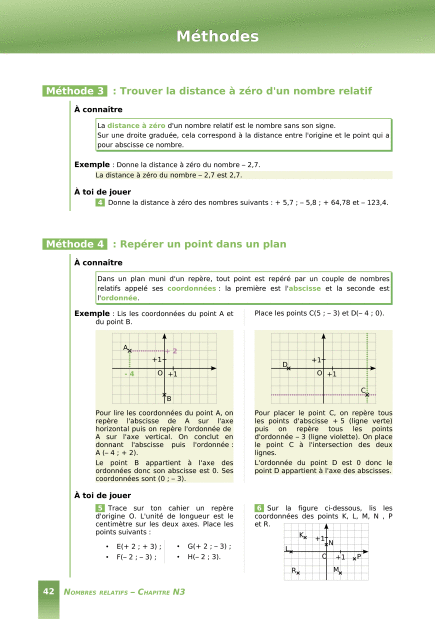 Méthodes
Méthode 3 : Trouver la distance à zéro d'un nombre relatif
À connaître
La distance à zéro d'un nombre relatif est le nombre sans son signe.
Sur une droite graduée, cela correspond à la distance entre l'origine et le point qui a
pour abscisse ce nombre.
Exemple : Donne la distance à zéro du nombre – 2,7.
La distance à zéro du nombre – 2,7 est 2,7.
À toi de jouer
4 Donne la distance à zéro des nombres suivants : + 5,7 ; – 5,8 ; + 64,78 et – 123,4.
Méthode 4 : Repérer un point dans un plan
À connaître
Dans un plan muni d'un repère, tout point est repéré par un couple de nombres
relatifs appelé ses coordonnées : la première est l'abscisse et la seconde est
l'ordonnée.
Exemple : Lis les coordonnées du point A et
du point B.
A
+ 2
+1
- 4
O
+1
B
Pour lire les coordonnées du point A, on
repère l'abscisse de A sur l'axe
horizontal puis on repère l'ordonnée de
A sur l'axe vertical. On conclut en
donnant l'abscisse puis l'ordonnée :
A (– 4 ; + 2).
Le point B appartient à l'axe des
ordonnées donc son abscisse est 0. Ses
coordonnées sont (0 ; – 3).
Place les points C(5 ; – 3) et D(– 4 ; 0).
+1
D
O
+1
C
Pour placer le point C, on repère tous
les points d'abscisse + 5 (ligne verte)
puis on repère tous les points
d'ordonnée – 3 (ligne violette). On place
le point C à l'intersection des deux
lignes.
L'ordonnée du point D est 0 donc le
point D appartient à l'axe des abscisses.
À toi de jouer
5 Trace sur ton cahier un repère
d'origine O. L'unité de longueur est le
centimètre sur les deux axes. Place les
points suivants :
• E(+ 2 ; + 3) ;
• F(– 2 ; – 3) ;
• G(+ 2 ; – 3) ;
• H(– 2 ; 3).
6 Sur la figure ci-dessous, lis les
coordonnées des points K, L, M, N , P
et R.
K
+1
N
L
O
+1
P
R
M
42 Nombres relatifs – Chapitre N3